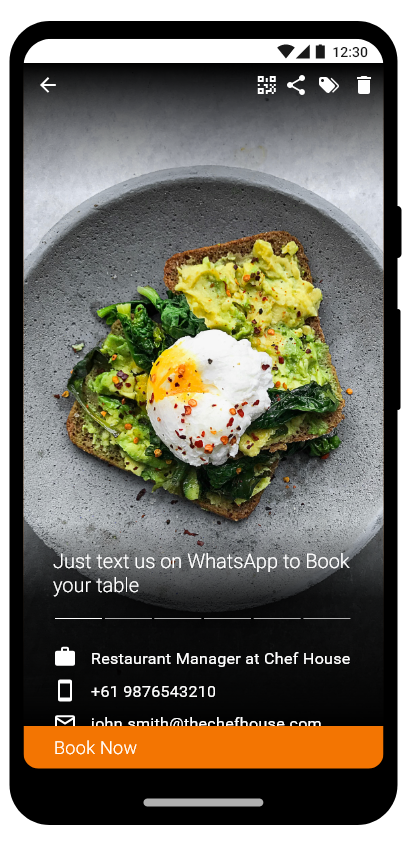 12:30
Just text us on WhatsApp to Book
your table
Restaurant Manager at Chef House
+61 9876543210
john.smith@thechefhouse.com
Book Now